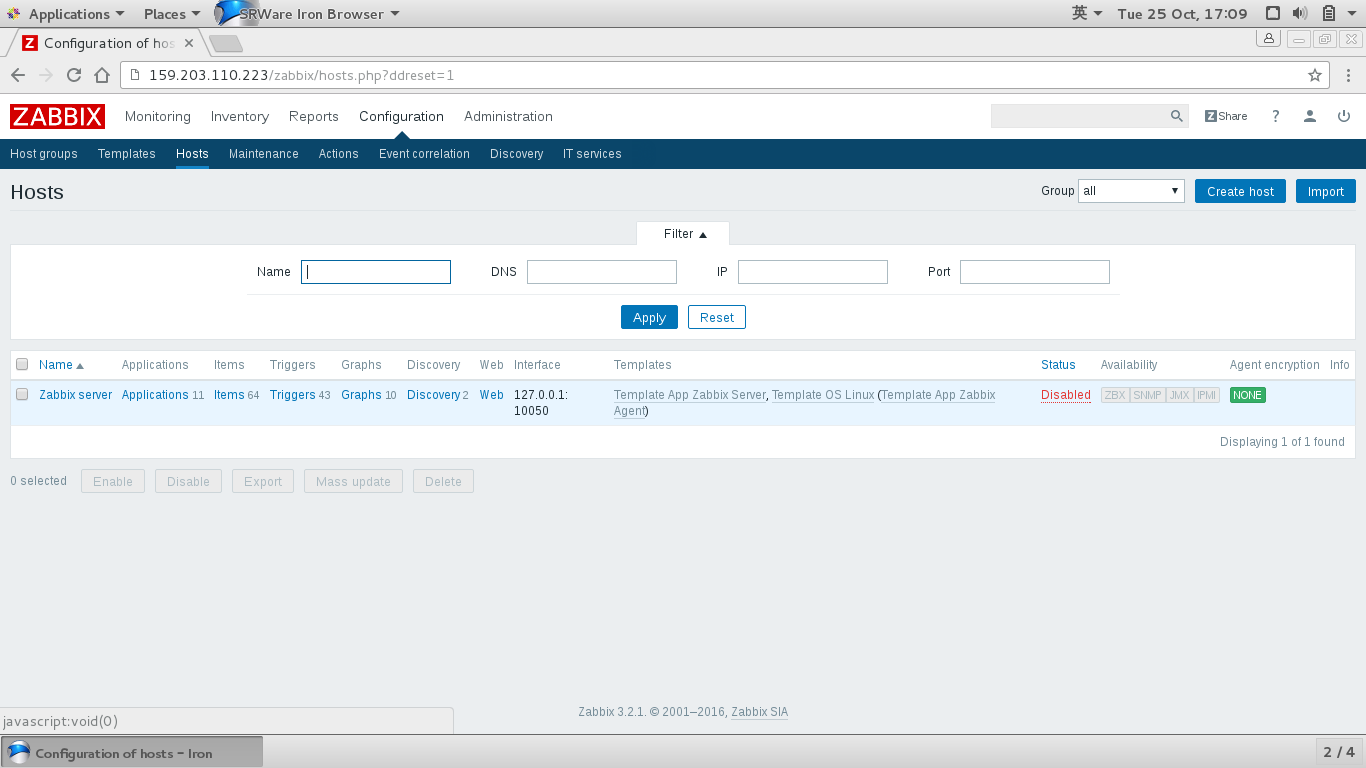 Applications Places SRWare Iron Browser 英 Tue 25 Oct, 17:09
Z Configuration of hos
159.203.110.223/zabbix/hosts.php?ddreset=1
ZABBIX Monitoring Inventory Reports Configuration Administration Z Share ?
Host groups Templates Hosts Maintenance Actions Event correlation Discovery IT services
Hosts Group all Create host Import
Filter
Name DNS IP Port
Apply Reset
Name Applications Items Triggers Graphs Discovery Web Interface Templates Status Availability Agent encryption Info
Zabbix server Applications 11 Items 64 Triggers 43 Graphs 10 Discovery 2 Web 127.0.0.1: Template App Zabbix Server, Template OS Linux (Template App Zabbix Disabled ZBX SNMP JMX IPMI NONE
10050 Agent)
Displaying 1 of 1 found
0 selected Enable Disable Export Mass update Delete
Zabbix 3.2.1. © 2001–2016, Zabbix SIA
javascript:void(0)
Configuration of hosts – Iron 2 / 4